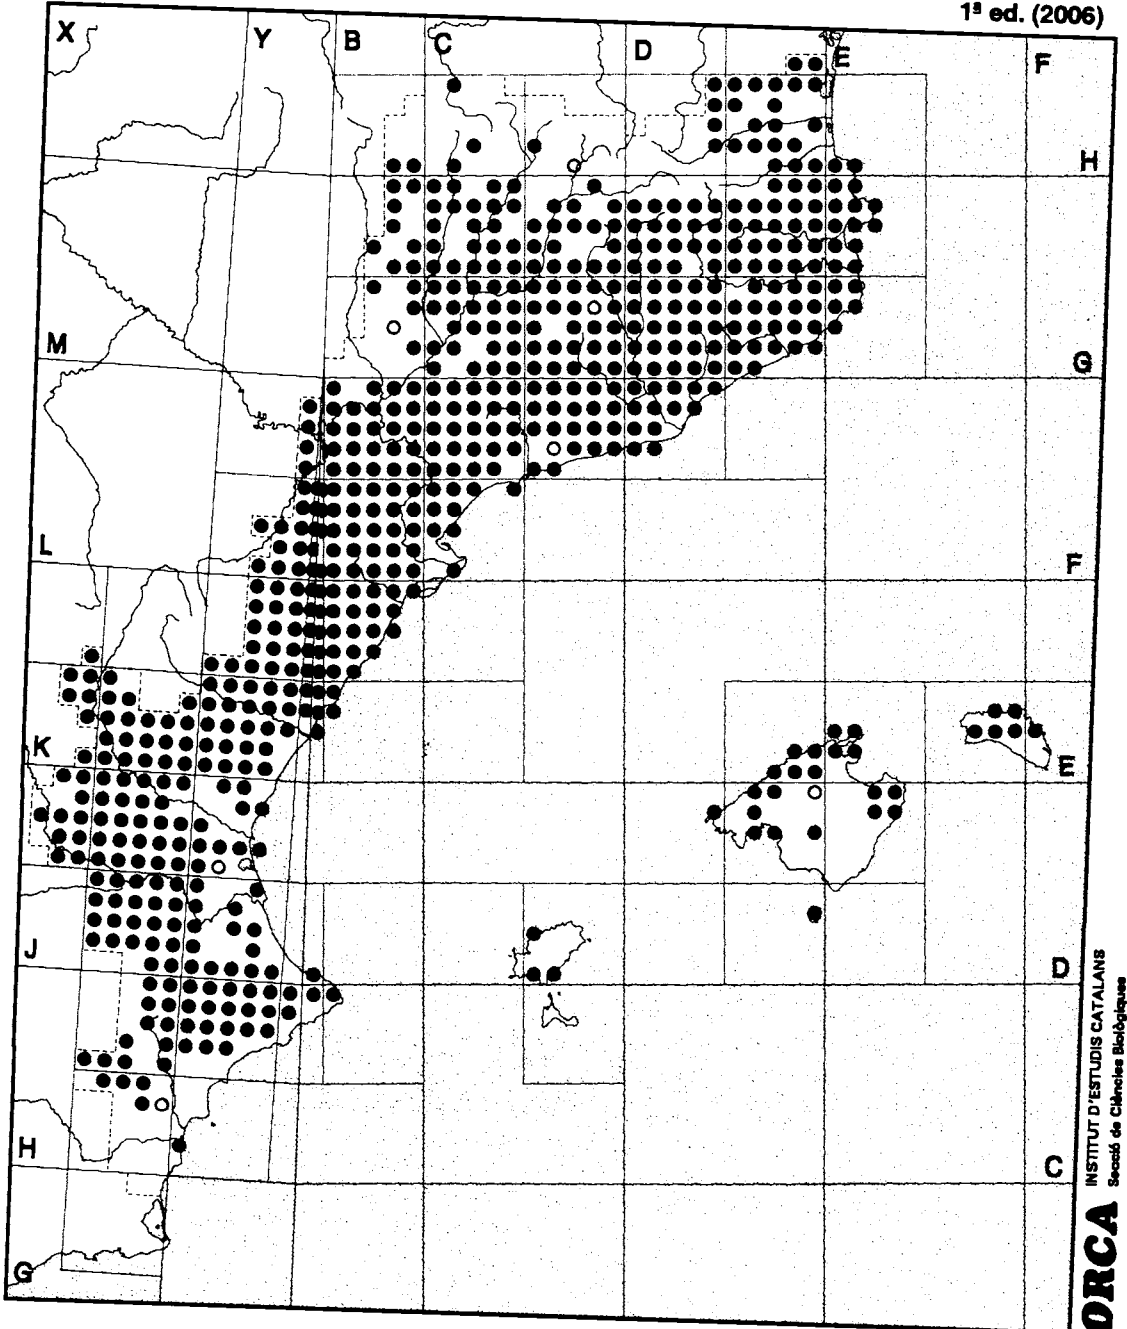 1ª ed. (2006)
X
Y
B
C
D
E
F
H
M
G
L
F
K
E
J
D
H
C
G
ORCA
INSTITUT D'ESTUDIS CATALANS
Secció de Ciències Biològiques